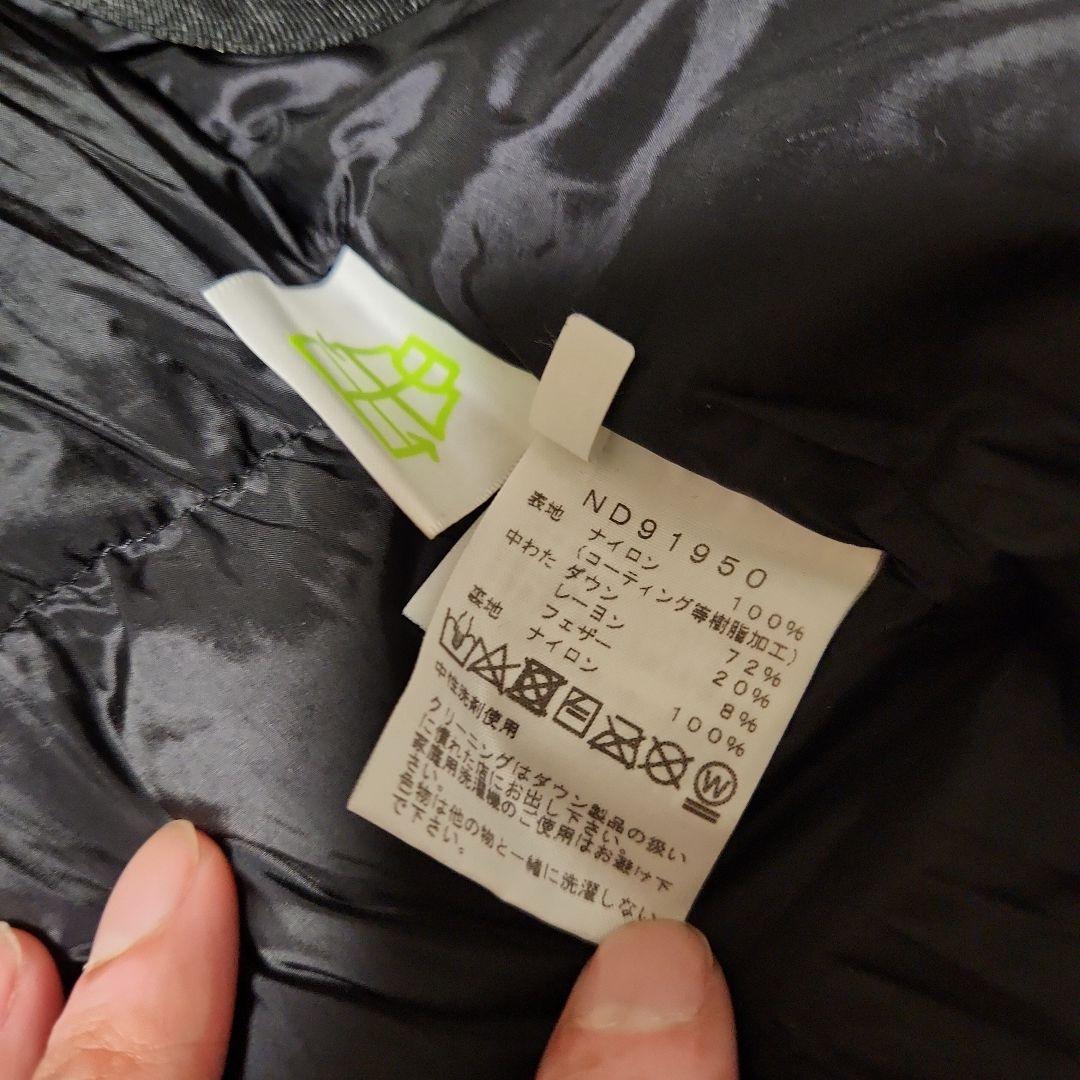 ND91950
表地 ナイロン 100%
(コーティング等樹脂加工)
中わた ダウン 72%
レーヨン 20%
フェザー 8%
裏地 ナイロン 100%
W
中性洗剤使用
クリーニングはダウン製品の扱い
に慣れた店にお出し下さい。
家庭用洗濯機のご使用はお避け下
さい。
色物は他の物と一緒に洗濯しない
で下さい。